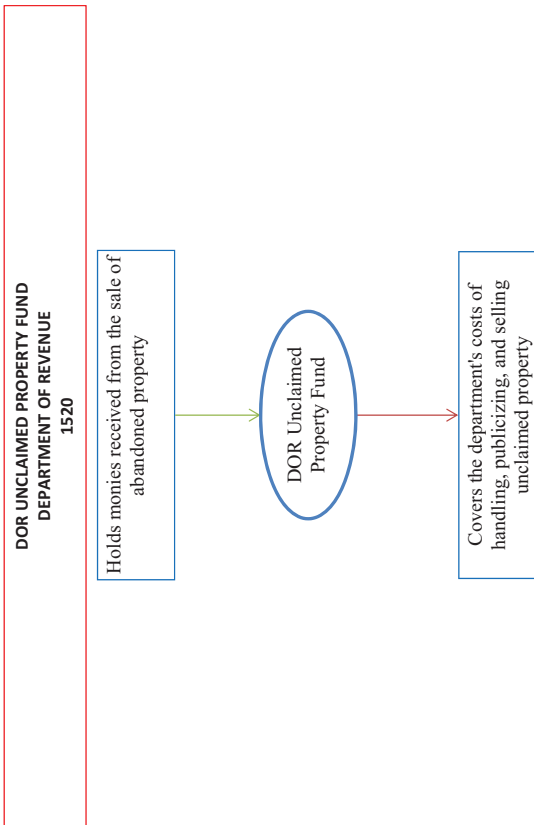 DOR UNCLAIMED PROPERTY FUND
DEPARTMENT OF REVENUE
1520
Holds monies received from the sale of
abandoned property
DOR Unclaimed
Property Fund
Covers the department's costs of
handling, publicizing, and selling
unclaimed property